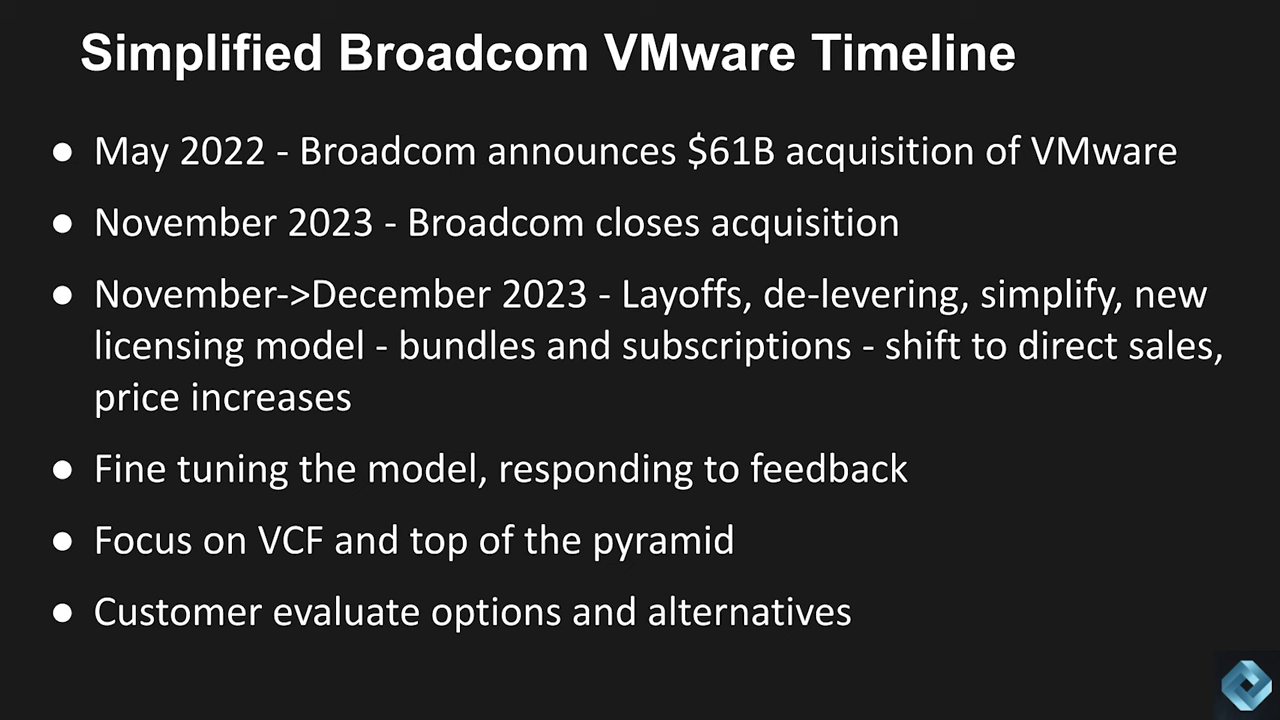 Simplified Broadcom VMware Timeline
● May 2022 - Broadcom announces $61B acquisition of VMware
● November 2023 - Broadcom closes acquisition
● November->December 2023 - Layoffs, de-levering, simplify, new
licensing model - bundles and subscriptions - shift to direct sales,
price increases
● Fine tuning the model, responding to feedback
● Focus on VCF and top of the pyramid
● Customer evaluate options and alternatives